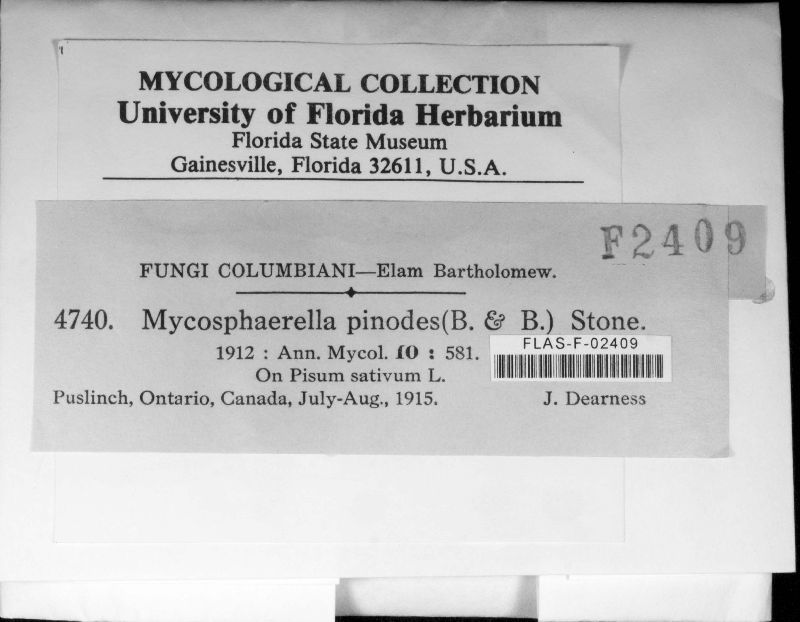 MYCOLOGICAL COLLECTION
University of Florida Herbarium
Florida State Museum
Gainesville, Florida 32611, U.S.A.
F2409
FUNGI COLUMBIANI—Elam Bartholomew.
4740. Mycosphaerella pinodes(B. & B.) Stone.
1912 : Ann. Mycol. 10 : 581.
FLAS-F-02409
On Pisum sativum L.
Puslinch, Ontario, Canada, July-Aug., 1915. J. Dearness